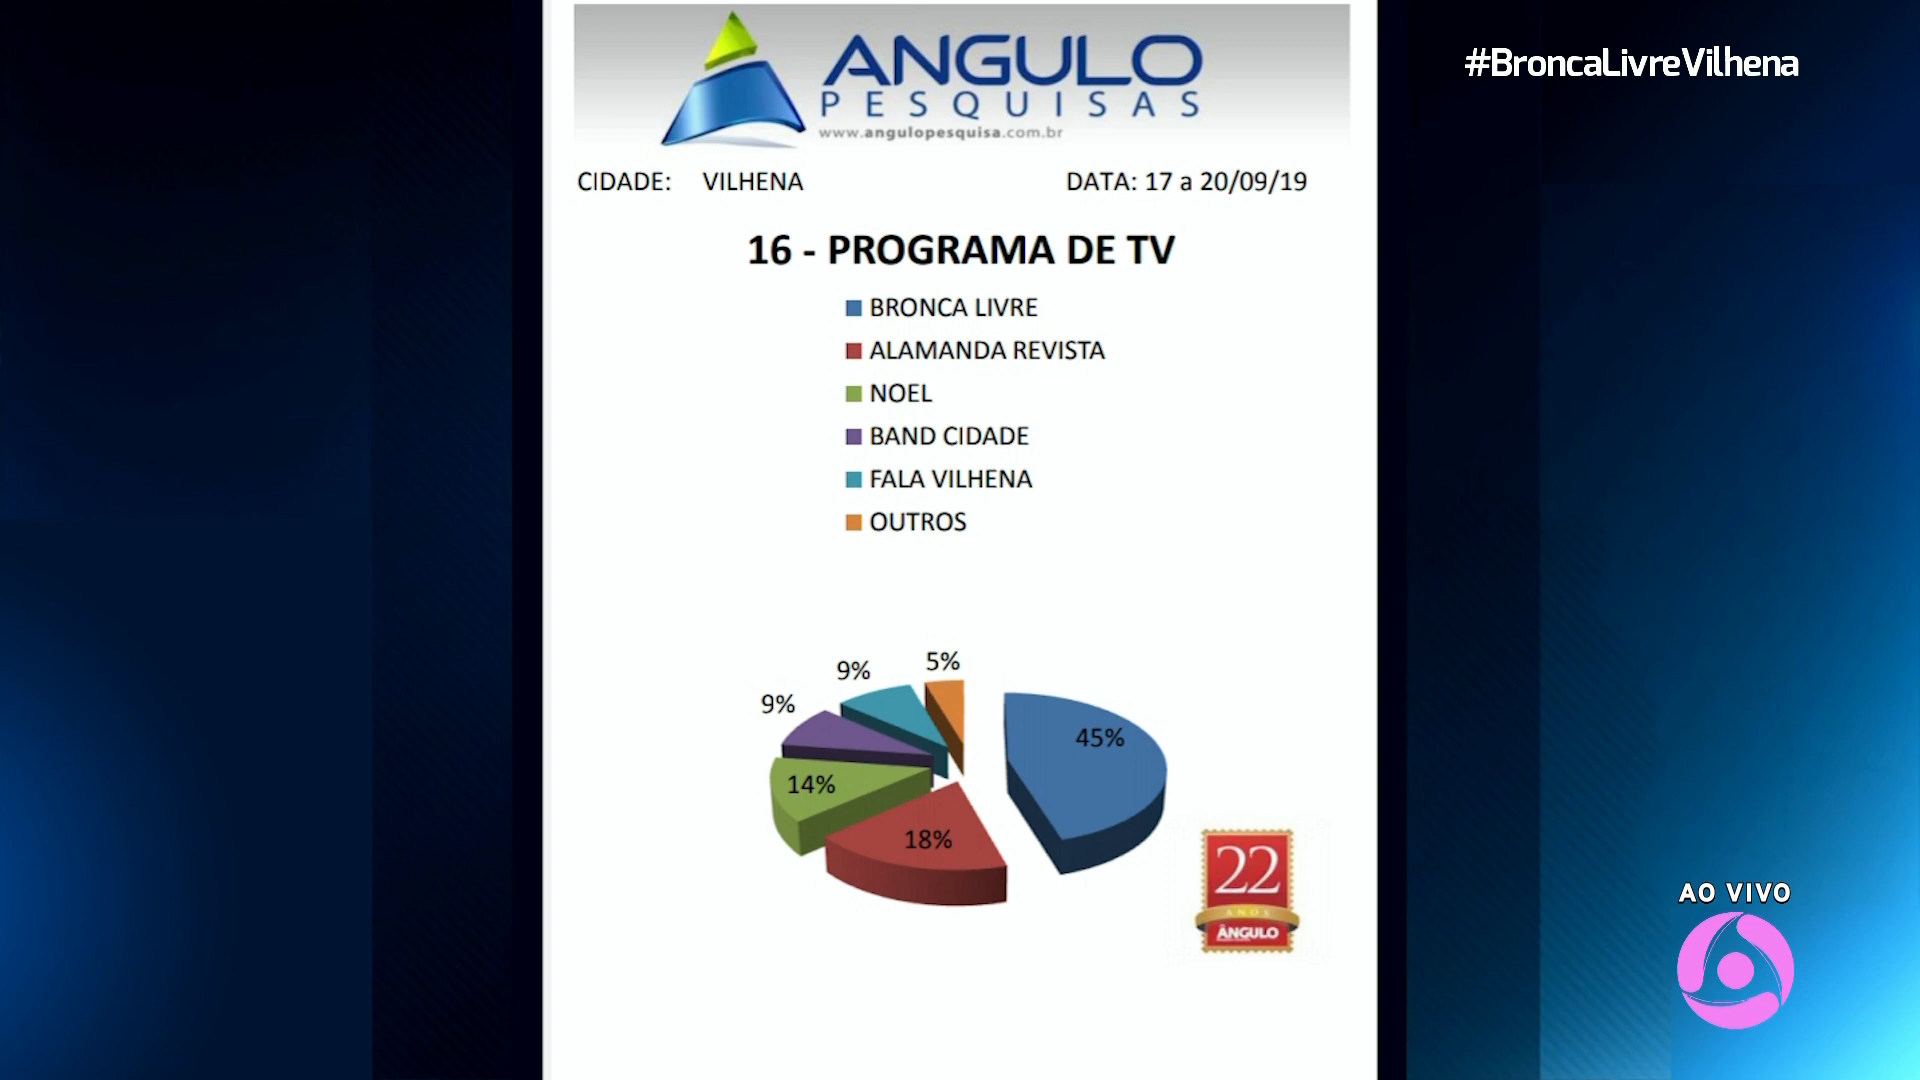 ANGULO
PESQUISAS
www.angulopesquisa.com.br
#BroncaLivreVilhena
CIDADE: VILHENA DATA: 17 a 20/09/19
16 - PROGRAMA DE TV
BRONCA LIVRE
ALAMANDA REVISTA
NOEL
BAND CIDADE
FALA VILHENA
OUTROS
5%
9%
9%
45%
14%
18%
22
ANOS
ÂNGULO
AO VIVO